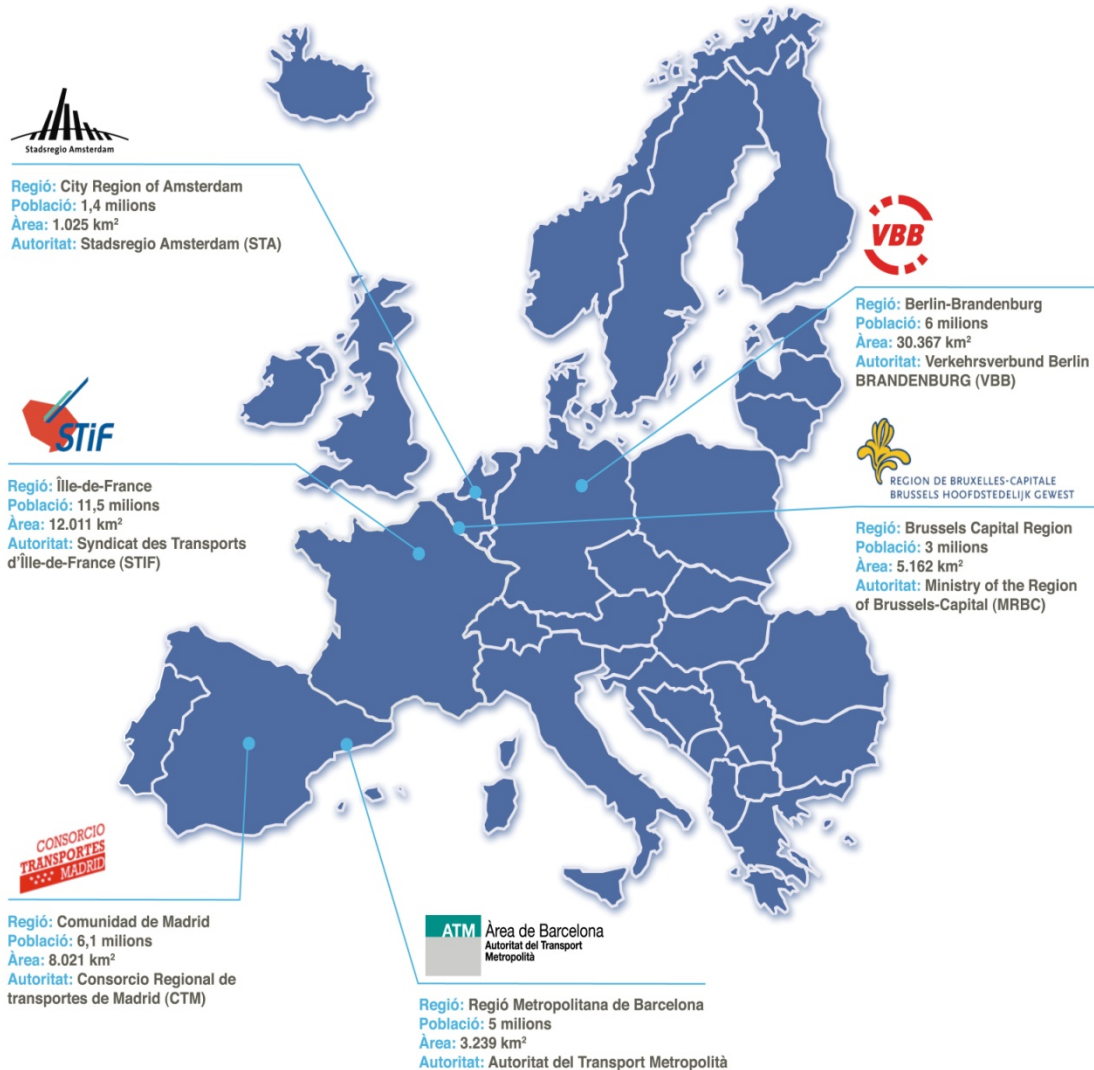 Stadsregio Amsterdam
Regió: City Region of Amsterdam
Població: 1,4 milions
Àrea: 1.025 km²
Autoritat: Stadsregio Amsterdam (STA)
VBB
Regió: Berlin-Brandenburg
Població: 6 milions
Àrea: 30.367 km²
Autoritat: Verkehrsverbund Berlin
BRANDENBURG (VBB)
STiF
Regió: Îlle-de-France
Població: 11,5 milions
Àrea: 12.011 km²
Autoritat: Syndicat des Transports
d’Îlle-de-France (STIF)
REGION DE BRUXELLES-CAPITALE
BRUSSELS HOOFDSTEDELIJK GEWEST
Regió: Brussels Capital Region
Població: 3 milions
Àrea: 5.162 km²
Autoritat: Ministry of the Region
of Brussels-Capital (MRBC)
CONSORCIO
TRANSPORTES
MADRID
Regió: Comunidad de Madrid
Població: 6,1 milions
Àrea: 8.021 km²
Autoritat: Consorcio Regional de
transportes de Madrid (CTM)
ATM Àrea de Barcelona
Autoritat del Transport
Metropolità
Regió: Regió Metropolitana de Barcelona
Població: 5 milions
Àrea: 3.239 km²
Autoritat: Autoritat del Transport Metropolità